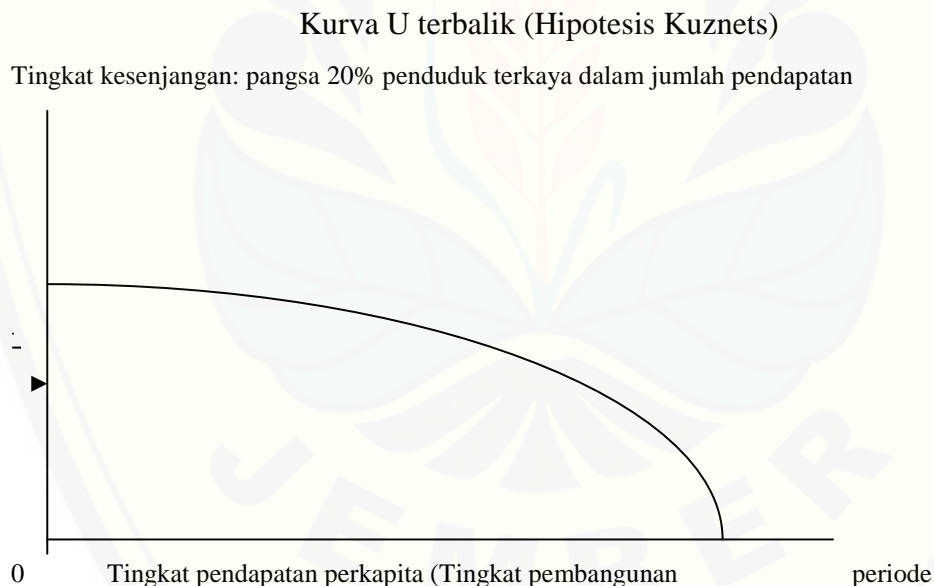 Kurva U terbalik (Hipotesis Kuznets)
Tingkat kesenjangan: pangsa 20% penduduk terkaya dalam jumlah pendapatan
JEMBER
0 Tingkat pendapatan perkapita (Tingkat pembangunan periode